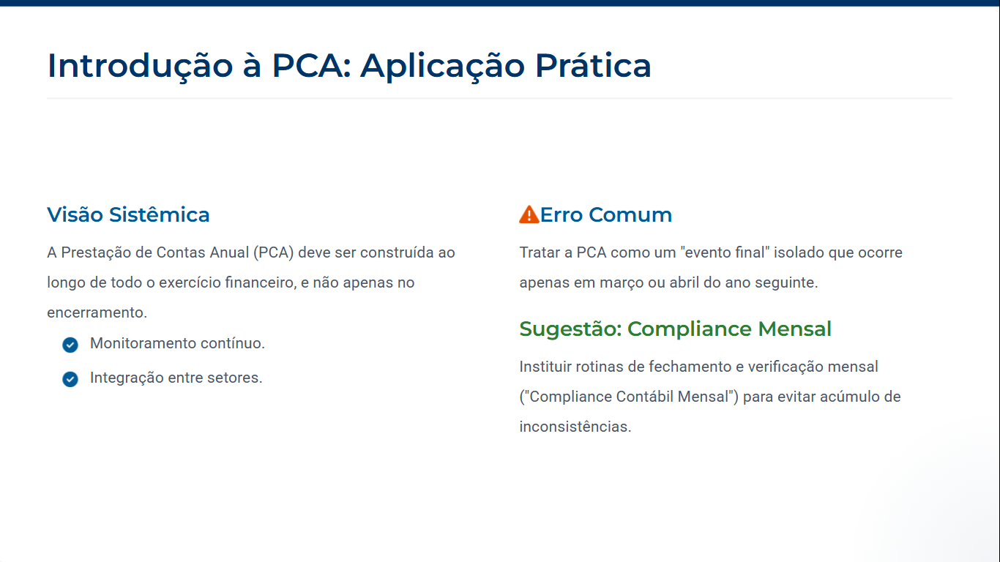 Introdução à PCA: Aplicação Prática
Visão Sistêmica
A Prestação de Contas Anual (PCA) deve ser construída ao
longo de todo o exercício financeiro, e não apenas no
encerramento.
Monitoramento contínuo.
Integração entre setores.
Erro Comum
Tratar a PCA como um "evento final" isolado que ocorre
apenas em março ou abril do ano seguinte.
Sugestão: Compliance Mensal
Instituir rotinas de fechamento e verificação mensal
("Compliance Contábil Mensal") para evitar acúmulo de
inconsistências.